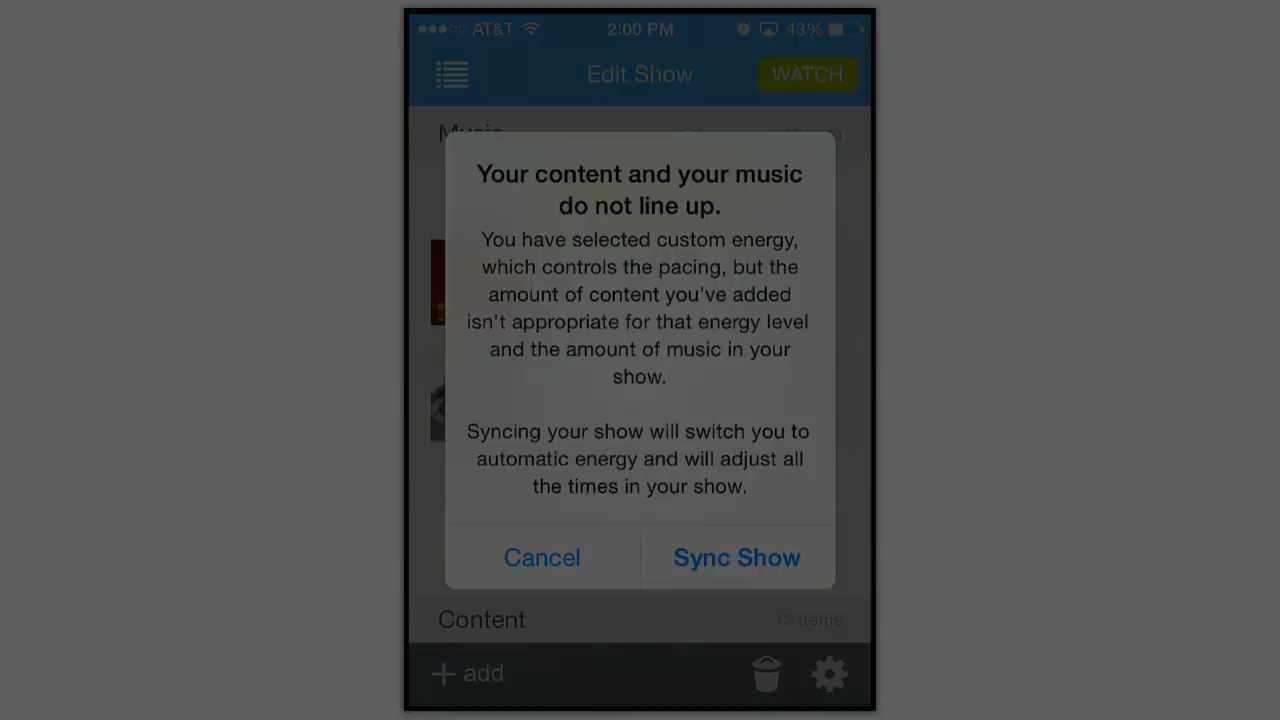 AT&T 2:00 PM 43%
Edit Show WATCH
Music
Your content and your music
do not line up.
You have selected custom energy,
which controls the pacing, but the
amount of content you've added
isn't appropriate for that energy level
and the amount of music in your
show.
Syncing your show will switch you to
automatic energy and will adjust all
the times in your show.
Cancel Sync Show
Content 12 items
+ add